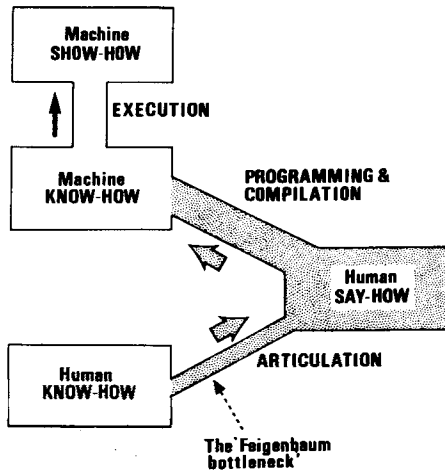 Machine
SHOW-HOW
EXECUTION
Machine
KNOW-HOW
PROGRAMMING &
COMPILATION
Human
SAY-HOW
ARTICULATION
Human
KNOW-HOW
The 'Feigenbaum
bottleneck'